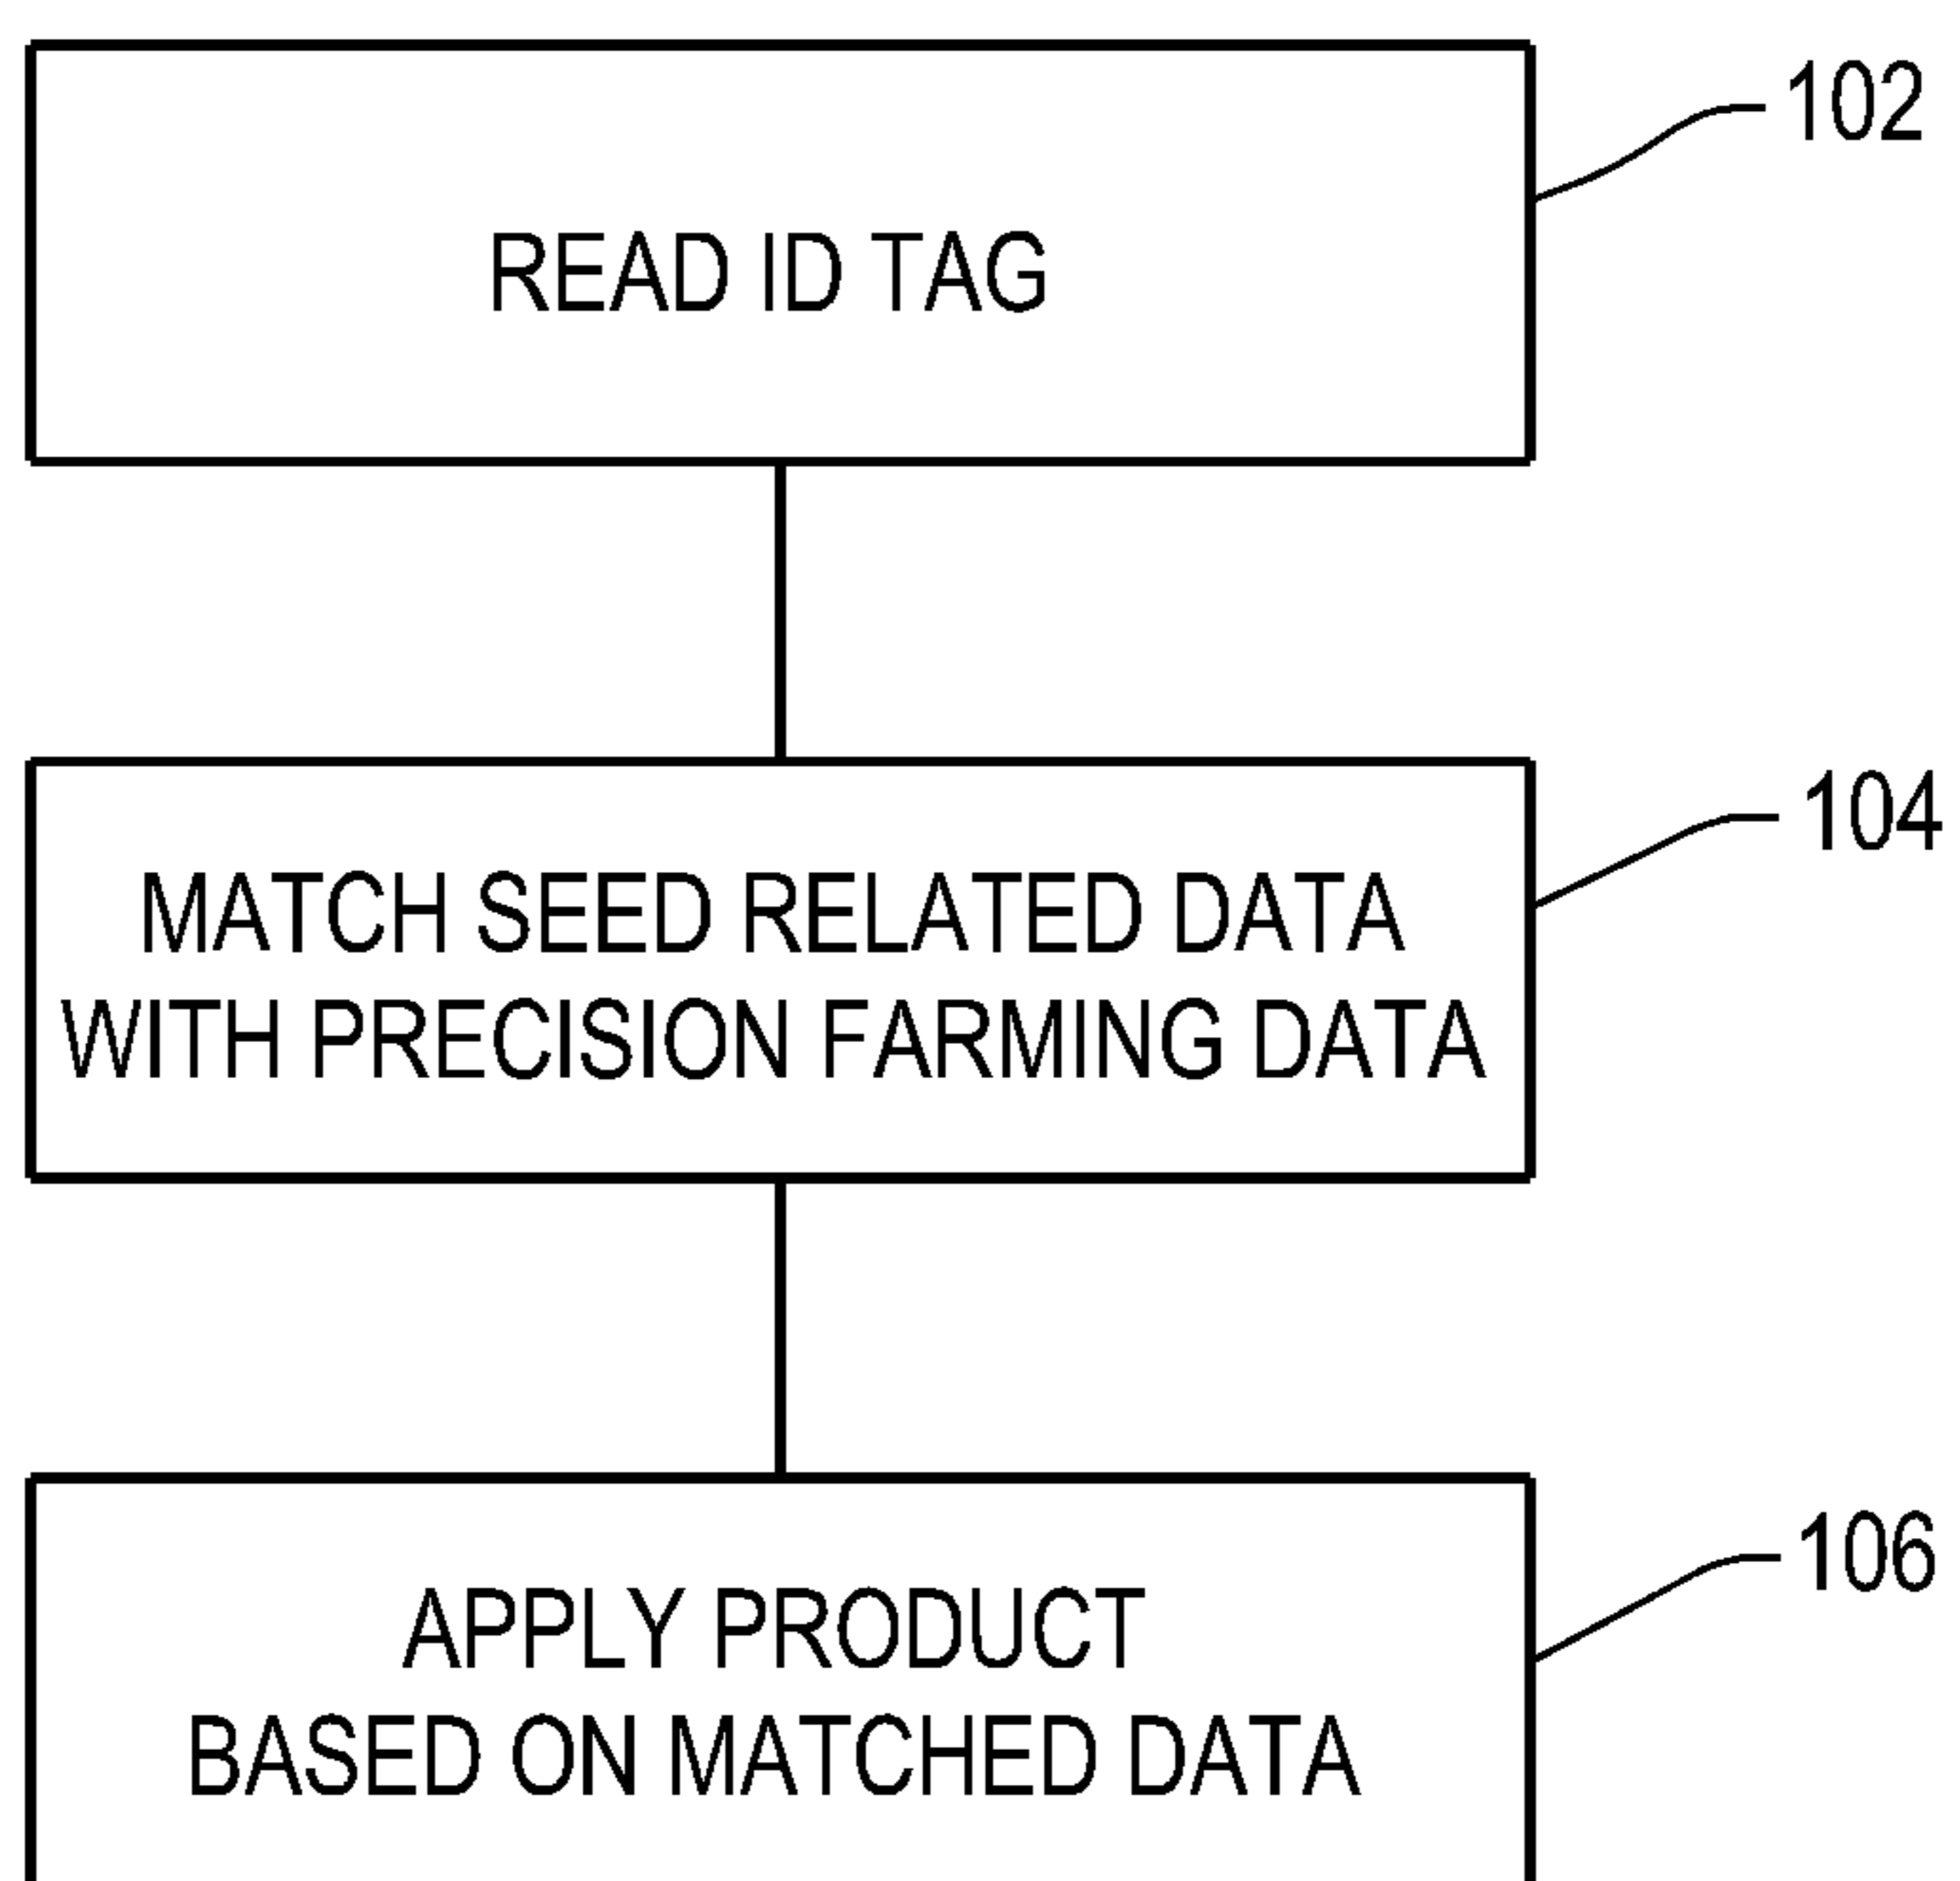 102
READ ID TAG
104
MATCH SEED RELATED DATA
WITH PRECISION FARMING DATA
106
APPLY PRODUCT
BASED ON MATCHED DATA